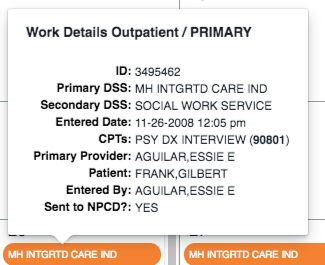 Work Details Outpatient / PRIMARY
ID: 3495462
Primary DSS: MH INTGRTD CARE IND
Secondary DSS: SOCIAL WORK SERVICE
Entered Date: 11-26-2008 12:05 pm
CPTs: PSY DX INTERVIEW (90801)
Primary Provider: AGUILAR,ESSIE E
Patient: FRANK,GILBERT
Entered By: AGUILAR,ESSIE E
Sent to NPCD?: YES
MH INTGRTD CARE IND
MH INTGRTD CARE IND